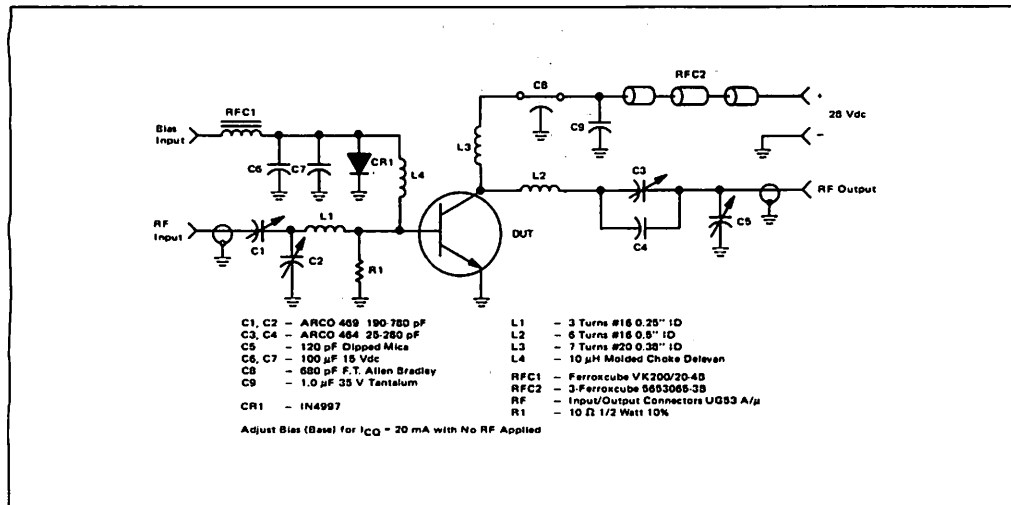 RFC1
Bias
Input
C6
C7
CR1
L4
RF
Input
C1
C2
L1
R1
DUT
L3
C8
C9
RFC2
+
28 Vdc
−
L2
C3
C4
C5
RF Output
C1, C2 – ARCO 469 190-780 pF
C3, C4 – ARCO 464 25-280 pF
C5 – 120 pF Dipped Mica
C6, C7 – 100 μF 15 Vdc
C8 – 680 pF F.T. Allen Bradley
C9 – 1.0 μF 35 V Tantalum
CR1 – IN4997
L1 – 3 Turns #16 0.25" ID
L2 – 6 Turns #16 0.5" ID
L3 – 7 Turns #20 0.38" ID
L4 – 10 μH Molded Choke Delevan
RFC1 – Ferroxcube VK200/20-4B
RFC2 – 3-Ferroxcube 5653065-3B
RF – Input/Output Connectors UG53 A/μ
R1 – 10 Ω 1/2 Watt 10%
Adjust Bias (Base) for ICQ = 20 mA with No RF Applied